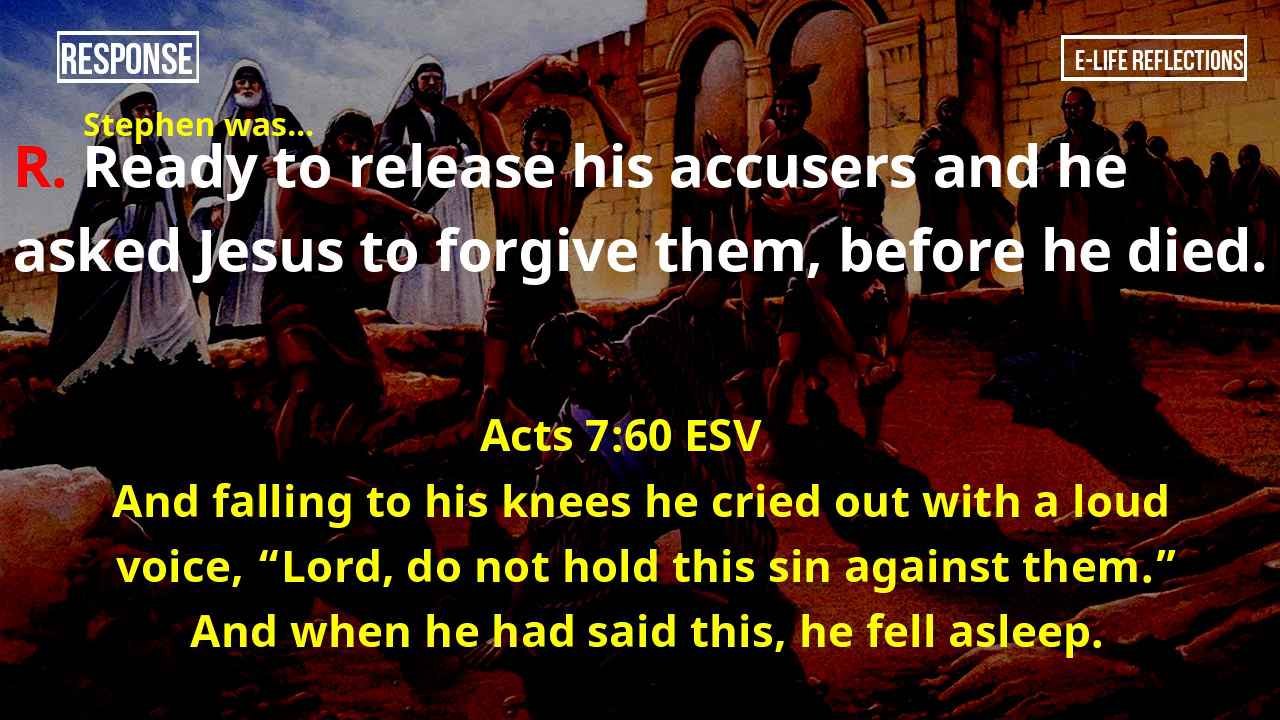 RESPONSE
E-LIFE REFLECTIONS
Stephen was...
R. Ready to release his accusers and he
asked Jesus to forgive them, before he died.
Acts 7:60 ESV
And falling to his knees he cried out with a loud
voice, “Lord, do not hold this sin against them.”
And when he had said this, he fell asleep.